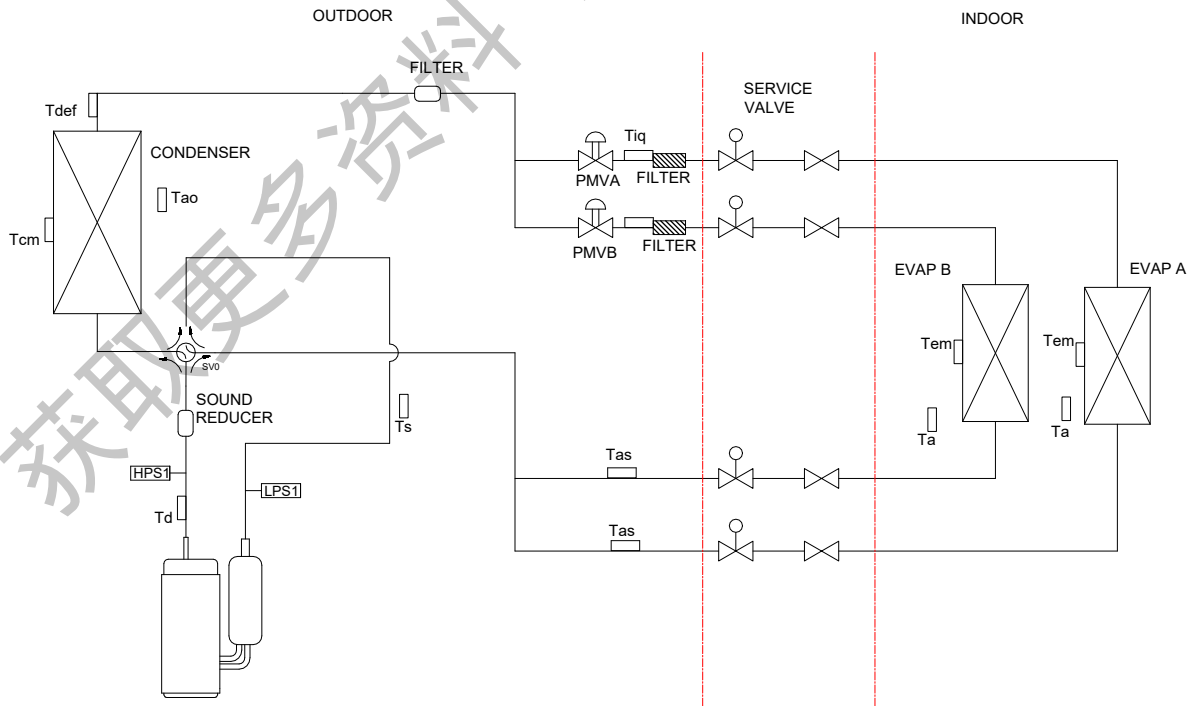 OUTDOOR
INDOOR
FILTER
SERVICE
VALVE
Tdef
CONDENSER
Tiq
Tao
PMVA
FILTER
Tcm
PMVB
FILTER
EVAP B
EVAP A
SV0
Tem
Tem
SOUND
REDUCER
Ts
Ta
Ta
HPS1
LPS1
Tas
Td
Tas
获取更多资料